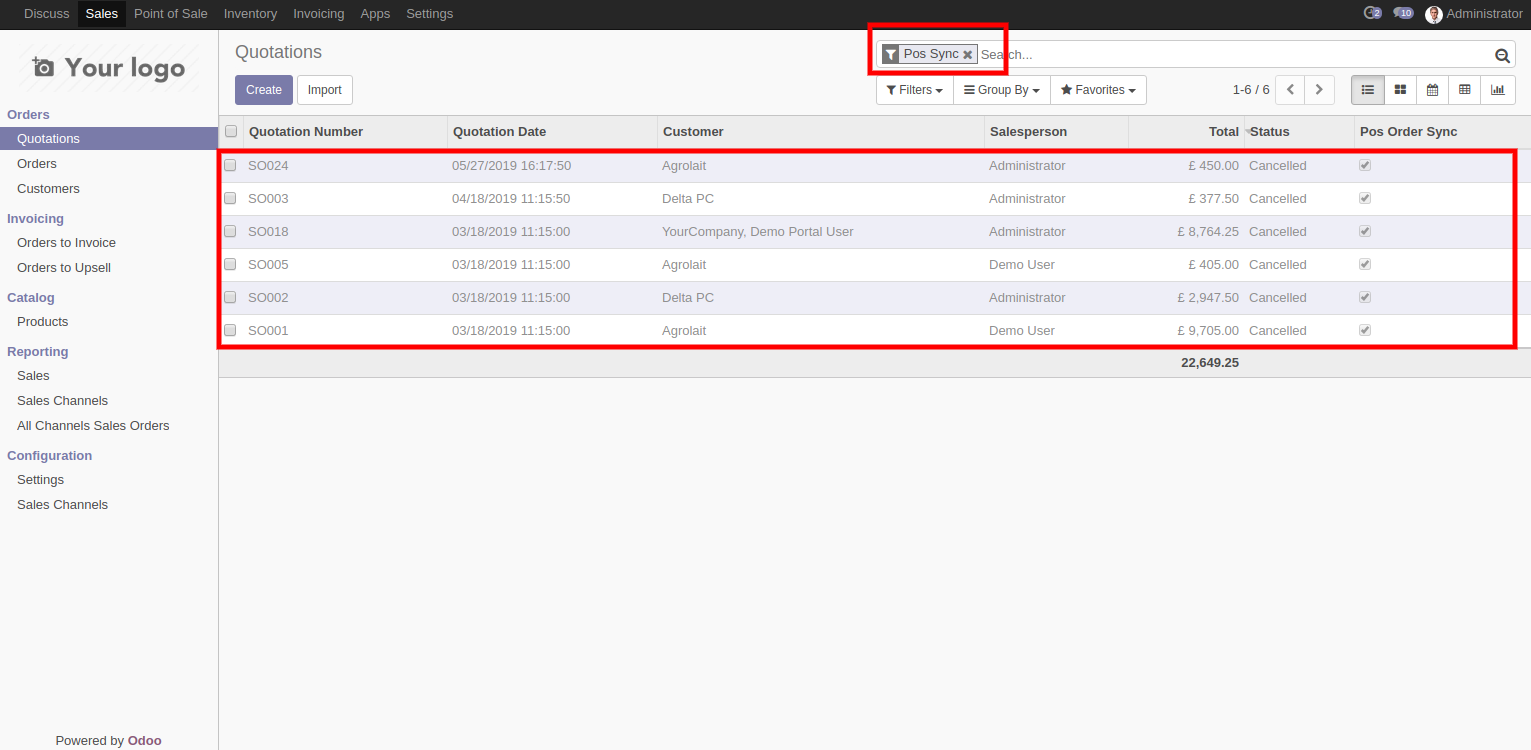 Discuss Sales Point of Sale Inventory Invoicing Apps Settings 2 10 Administrator
Your logo
Orders
Quotations
Orders
Customers
Invoicing
Orders to Invoice
Orders to Upsell
Catalog
Products
Reporting
Sales
Sales Channels
All Channels Sales Orders
Configuration
Settings
Sales Channels
Powered by Odoo
Quotations
Pos Sync Search...
Create Import
Filters Group By Favorites 1-6 / 6
Quotation Number Quotation Date Customer Salesperson Total Status Pos Order Sync
SO024 05/27/2019 16:17:50 Agrolait Administrator £ 450.00 Cancelled
SO003 04/18/2019 11:15:50 Delta PC Administrator £ 377.50 Cancelled
SO018 03/18/2019 11:15:00 YourCompany, Demo Portal User Administrator £ 8,764.25 Cancelled
SO005 03/18/2019 11:15:00 Agrolait Demo User £ 405.00 Cancelled
SO002 03/18/2019 11:15:00 Delta PC Administrator £ 2,947.50 Cancelled
SO001 03/18/2019 11:15:00 Agrolait Demo User £ 9,705.00 Cancelled
22,649.25